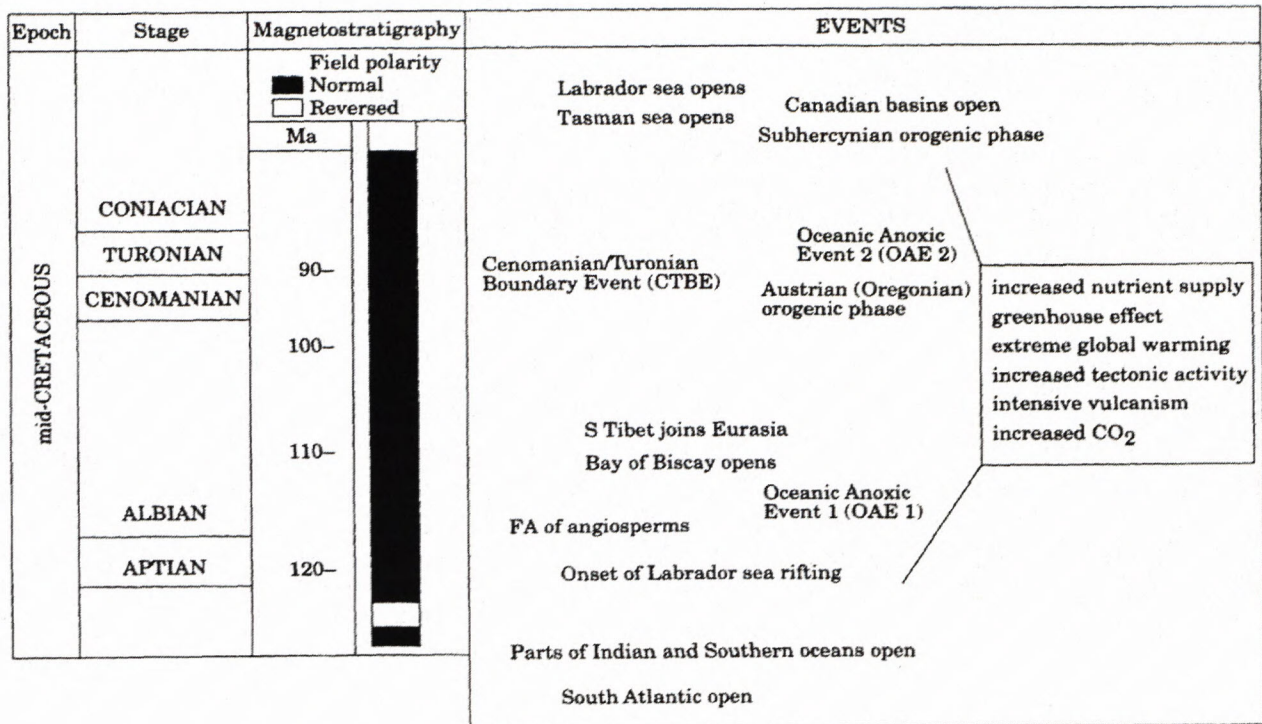 Epoch Stage Magnetostratigraphy EVENTS
mid-CRETACEOUS
CONIACIAN
TURONIAN
CENOMANIAN
ALBIAN
APTIAN
Field polarity
Normal
Reversed
Ma
90–
100–
110–
120–
Labrador sea opens
Tasman sea opens
Canadian basins open
Subhercynian orogenic phase
Cenomanian/Turonian
Boundary Event (CTBE)
Oceanic Anoxic
Event 2 (OAE 2)
Austrian (Oregonian)
orogenic phase
increased nutrient supply
greenhouse effect
extreme global warming
increased tectonic activity
intensive vulcanism
increased CO₂
S Tibet joins Eurasia
Bay of Biscay opens
Oceanic Anoxic
Event 1 (OAE 1)
FA of angiosperms
Onset of Labrador sea rifting
Parts of Indian and Southern oceans open
South Atlantic open